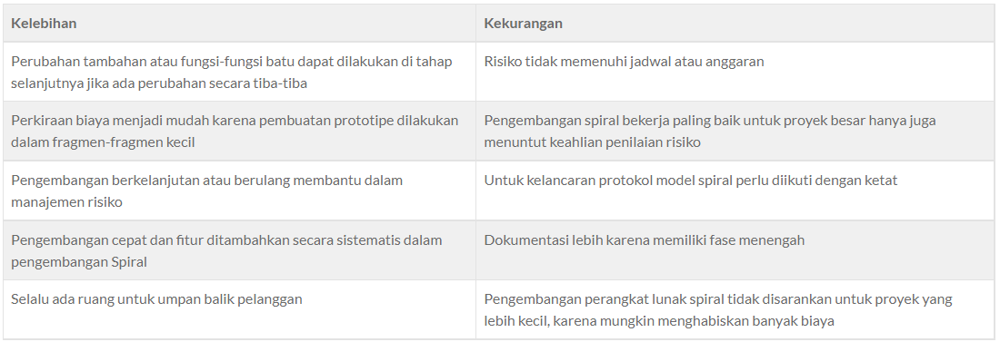 Kelebihan
Kekurangan
Perubahan tambahan atau fungsi-fungsi batu dapat dilakukan di tahap
selanjutnya jika ada perubahan secara tiba-tiba
Risiko tidak memenuhi jadwal atau anggaran
Perkiraan biaya menjadi mudah karena pembuatan prototipe dilakukan
dalam fragmen-fragmen kecil
Pengembangan spiral bekerja paling baik untuk proyek besar hanya juga
menuntut keahlian penilaian risiko
Pengembangan berkelanjutan atau berulang membantu dalam
manajemen risiko
Untuk kelancaran protokol model spiral perlu diikuti dengan ketat
Pengembangan cepat dan fitur ditambahkan secara sistematis dalam
pengembangan Spiral
Dokumentasi lebih karena memiliki fase menengah
Selalu ada ruang untuk umpan balik pelanggan
Pengembangan perangkat lunak spiral tidak disarankan untuk proyek yang
lebih kecil, karena mungkin menghabiskan banyak biaya